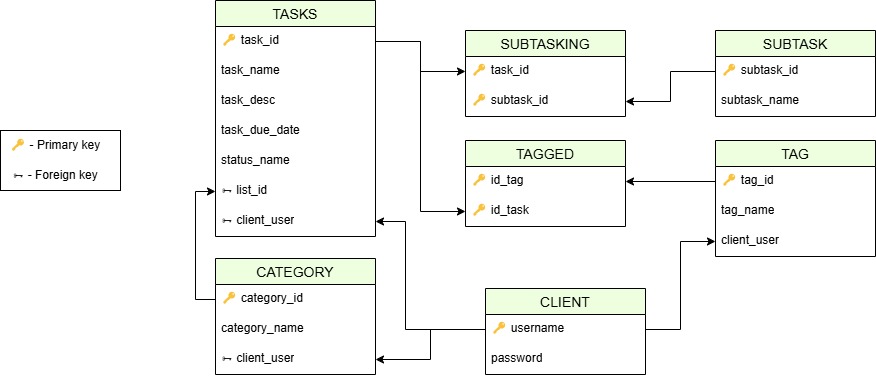 - Primary key
- Foreign key
TASKS
task_id
task_name
task_desc
task_due_date
status_name
list_id
client_user
CATEGORY
category_id
category_name
client_user
SUBTASKING
task_id
subtask_id
TAGGED
id_tag
id_task
CLIENT
username
password
SUBTASK
subtask_id
subtask_name
TAG
tag_id
tag_name
client_user